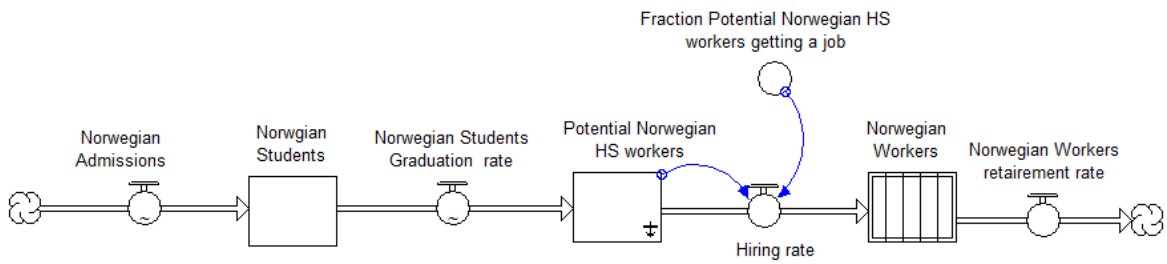 Fraction Potential Norwegian HS
workers getting a job
Norwegian
Admissions
Norwgian
Students
Norwegian Students
Graduation rate
Potential Norwegian
HS workers
Norwegian
Workers
Norwegian Workers
retairement rate
~
~
Hiring rate